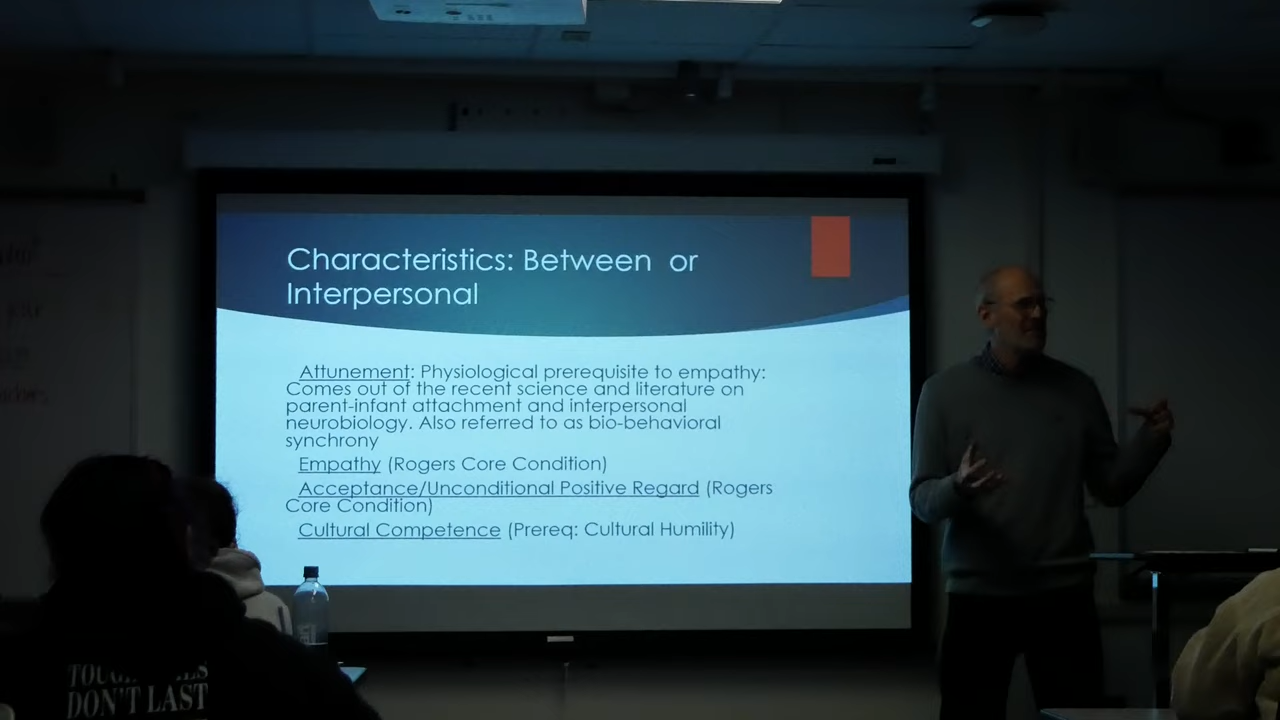 Characteristics: Between or
Interpersonal
Attunement: Physiological prerequisite to empathy:
Comes out of the recent science and literature on
parent-infant attachment and interpersonal
neurobiology. Also referred to as bio-behavioral
synchrony
Empathy (Rogers Core Condition)
Acceptance/Unconditional Positive Regard (Rogers
Core Condition)
Cultural Competence (Prereq: Cultural Humility)
DON'T LAST